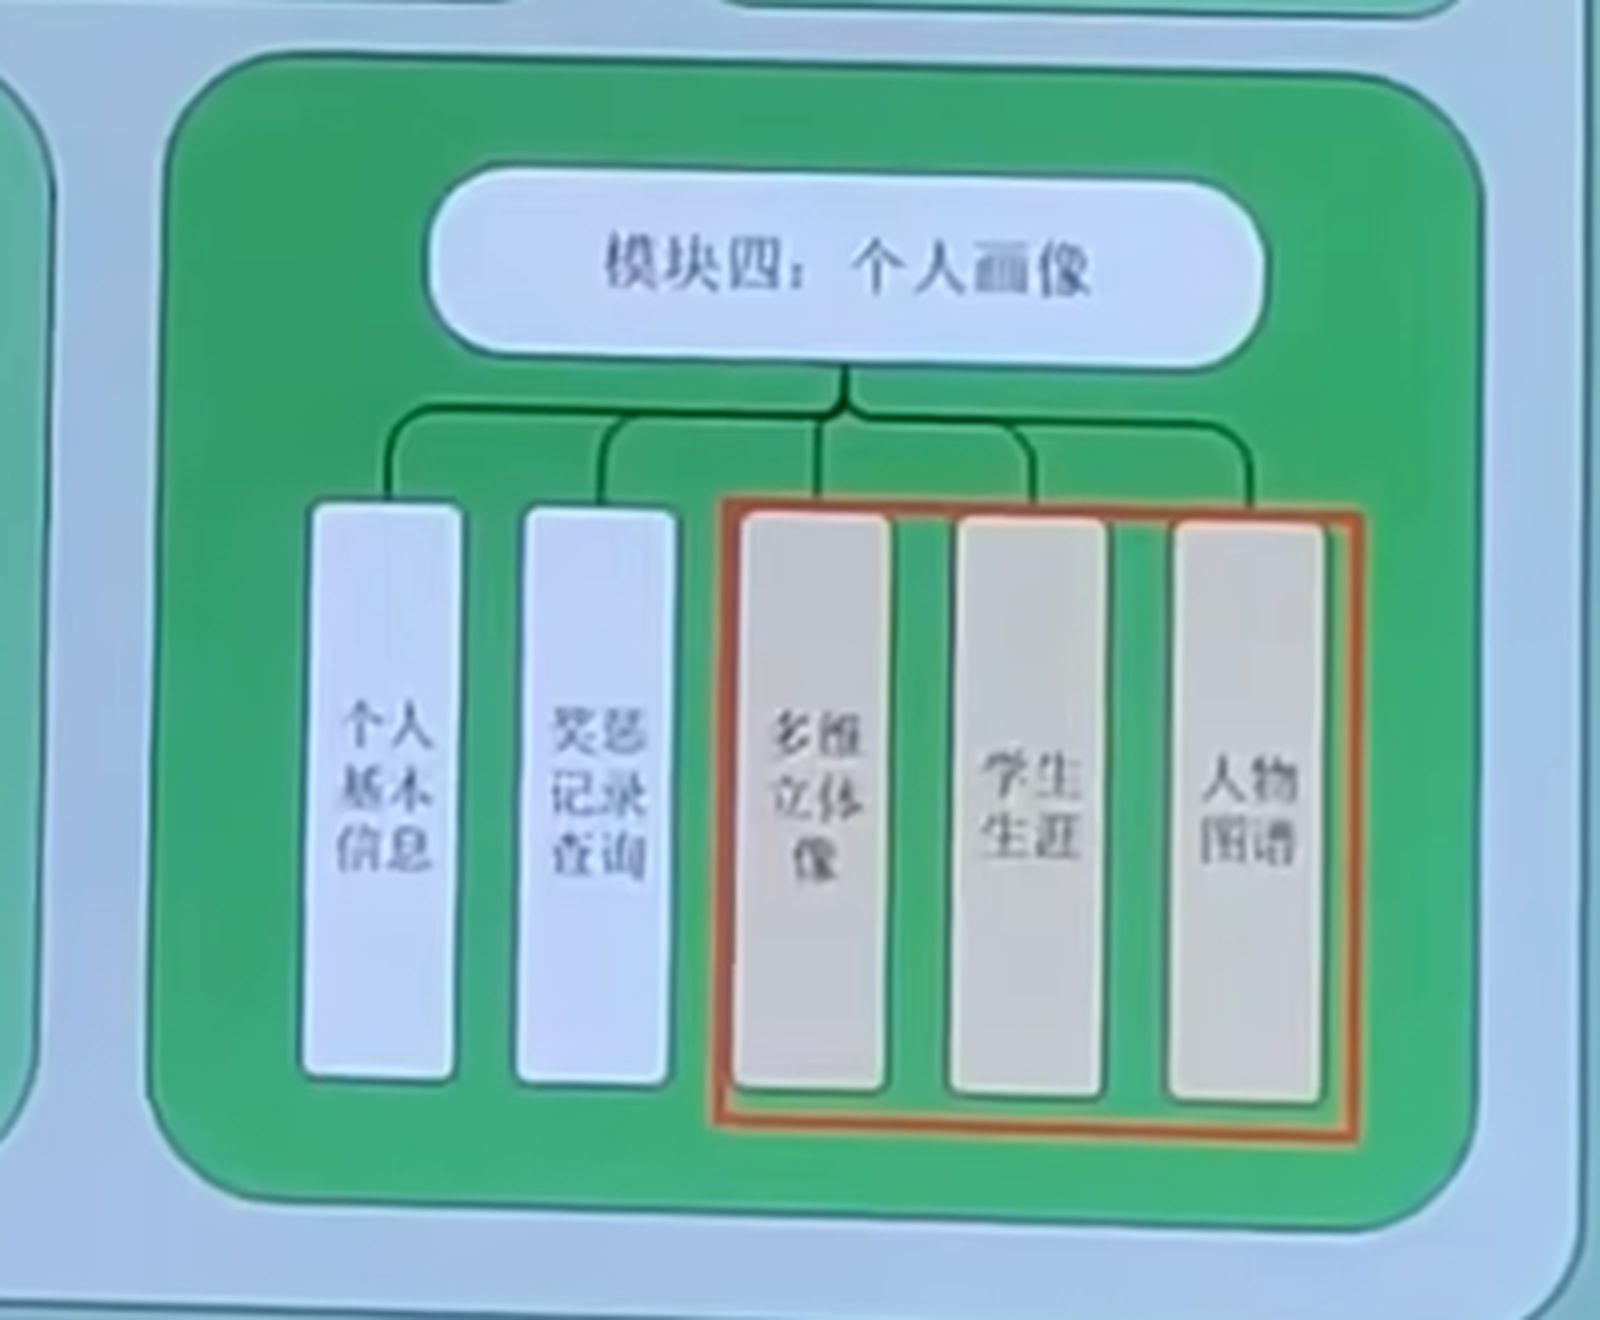 模块四：个人画像
个人
基本
信息
奖惩
记录
查询
多维
立体
像
学生
生涯
人物
图谱